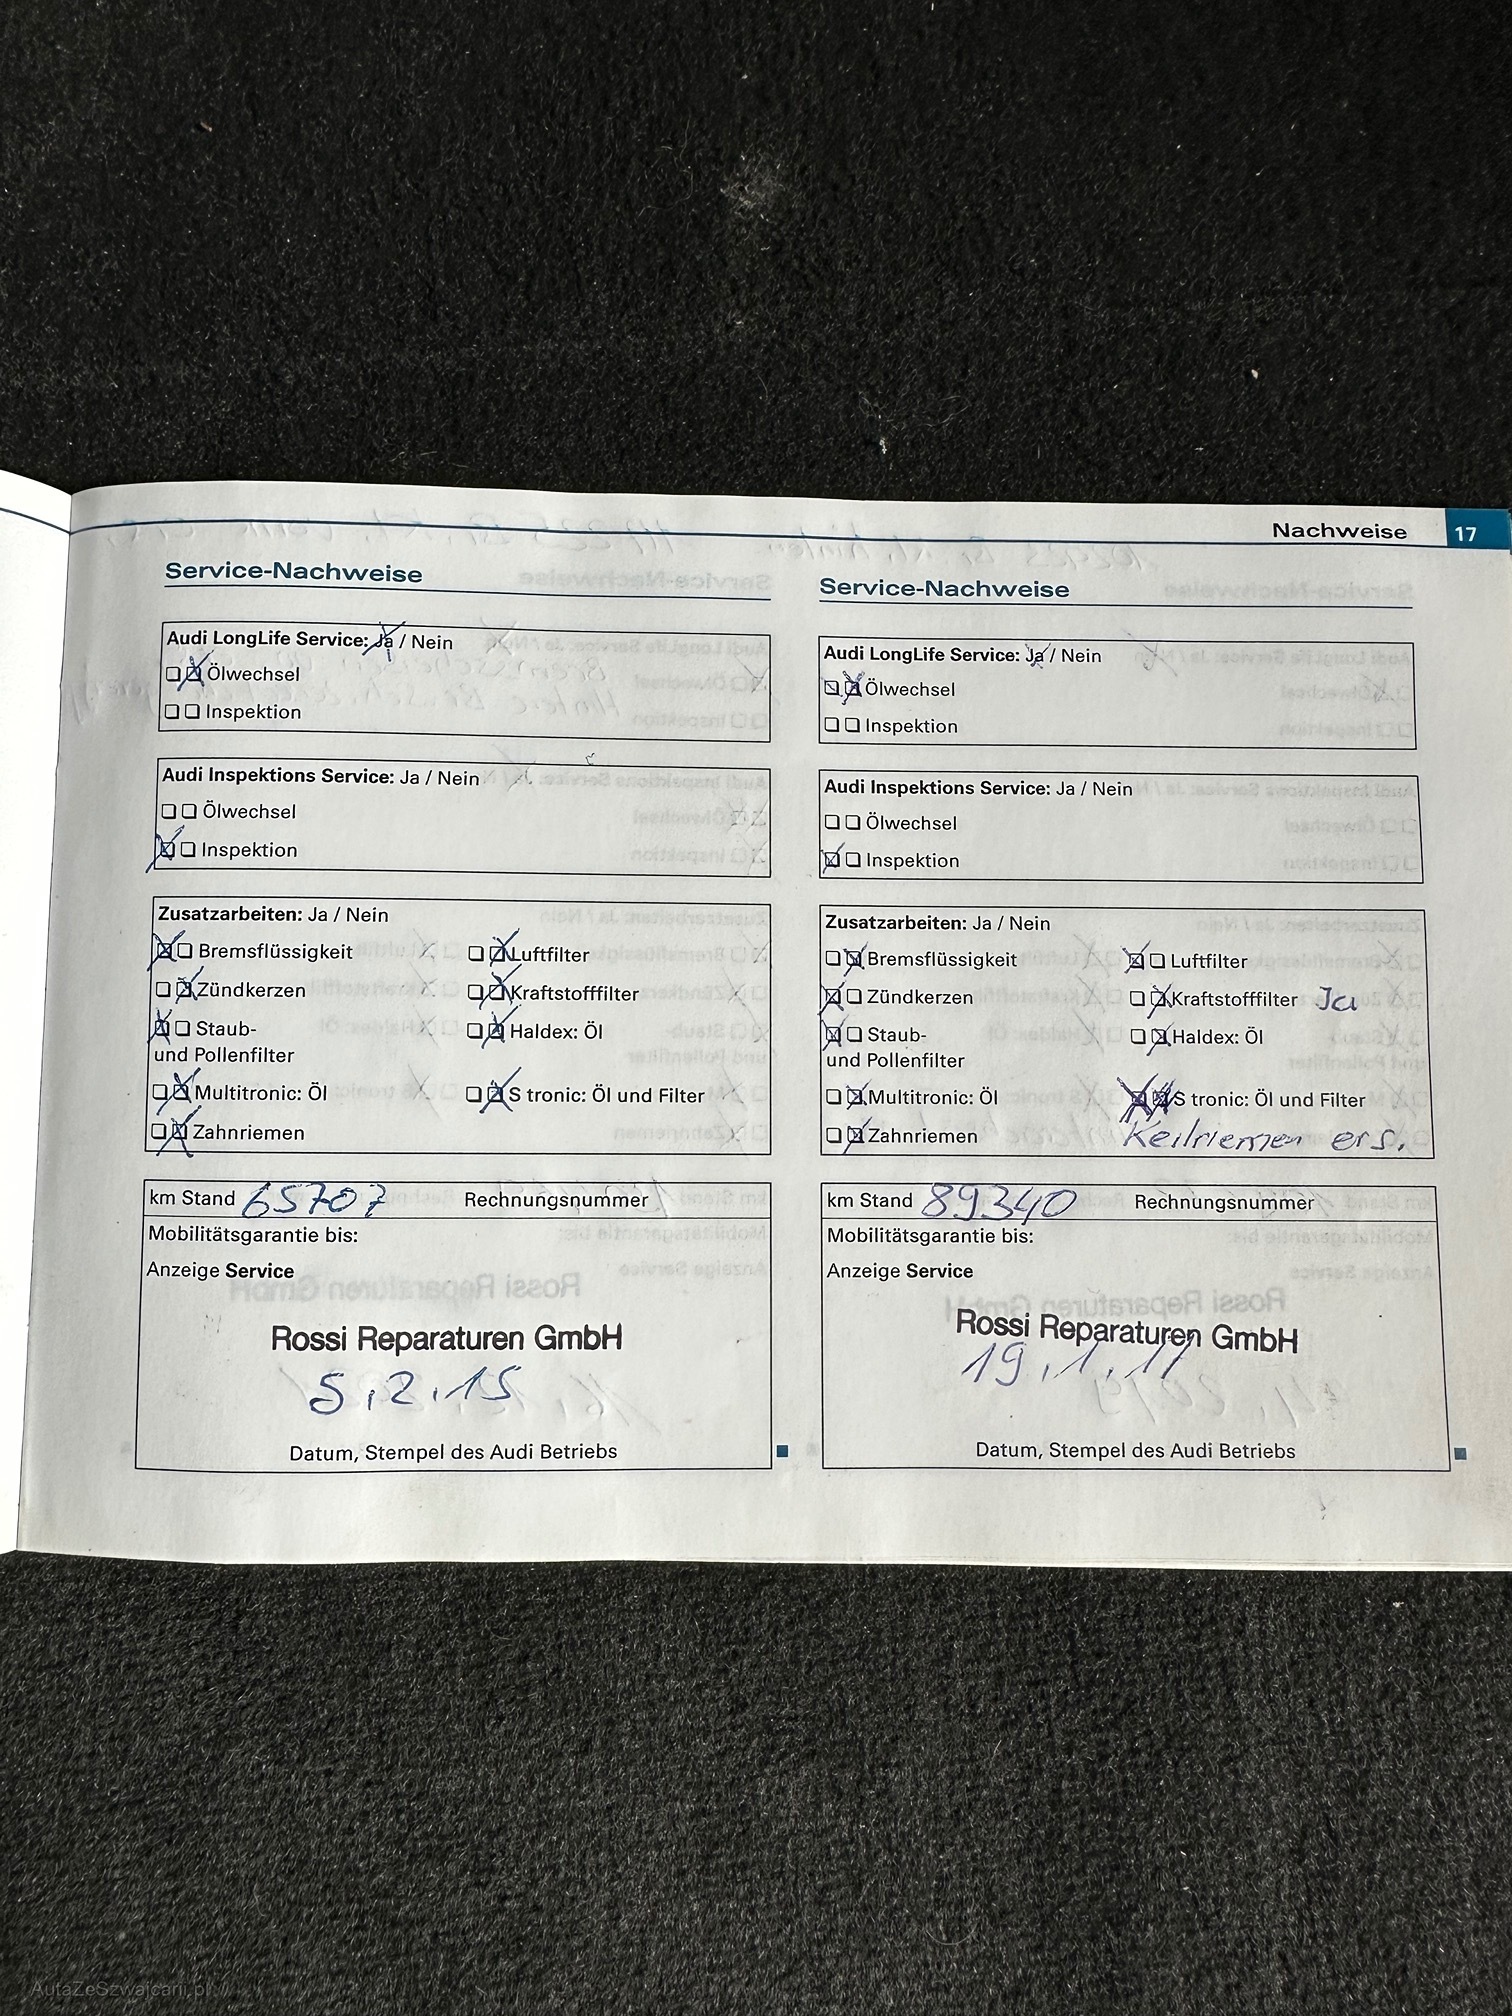 Nachweise 17
Service-Nachweise
Audi LongLife Service: Ja / Nein
Ölwechsel
Inspektion
Audi Inspektions Service: Ja / Nein
Ölwechsel
Inspektion
Zusatzarbeiten: Ja / Nein
Bremsflüssigkeit Luftfilter
Zündkerzen Kraftstofffilter
Staub- Haldex: Öl
und Pollenfilter
Multitronic: Öl S tronic: Öl und Filter
Zahnriemen
km Stand 65707 Rechnungsnummer
Mobilitätsgarantie bis:
Anzeige Service
Rossi Reparaturen GmbH
5.2.15
Datum, Stempel des Audi Betriebs
Service-Nachweise
Audi LongLife Service: Ja / Nein
Ölwechsel
Inspektion
Audi Inspektions Service: Ja / Nein
Ölwechsel
Inspektion
Zusatzarbeiten: Ja / Nein
Bremsflüssigkeit Luftfilter
Zündkerzen Kraftstofffilter Ja
Staub- Haldex: Öl
und Pollenfilter
Multitronic: Öl S tronic: Öl und Filter
Zahnriemen Keilriemen ers.
km Stand 89340 Rechnungsnummer
Mobilitätsgarantie bis:
Anzeige Service
Rossi Reparaturen GmbH
Datum, Stempel des Audi Betriebs
AutaZeSzwajcarii.pl